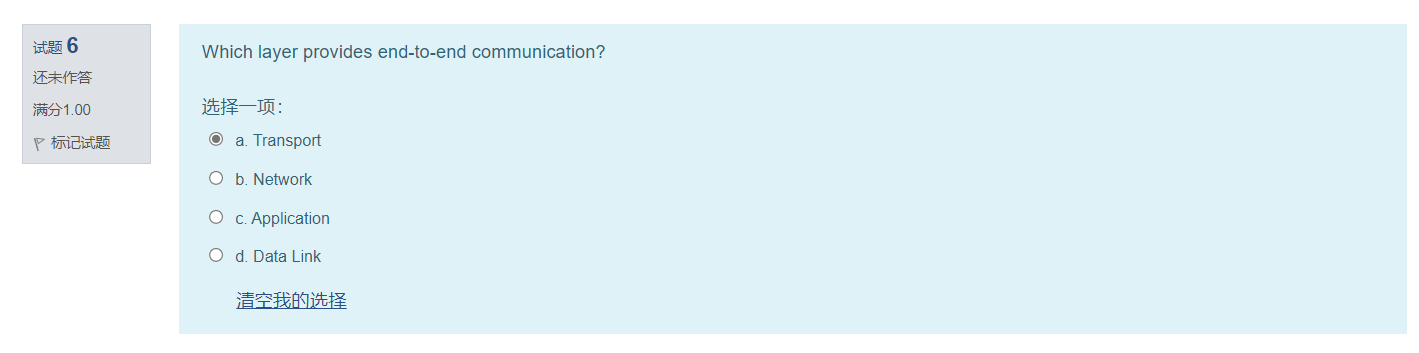 试题 6
还未作答
满分1.00
标记试题
Which layer provides end-to-end communication?
选择一项：
a. Transport
b. Network
c. Application
d. Data Link
清空我的选择